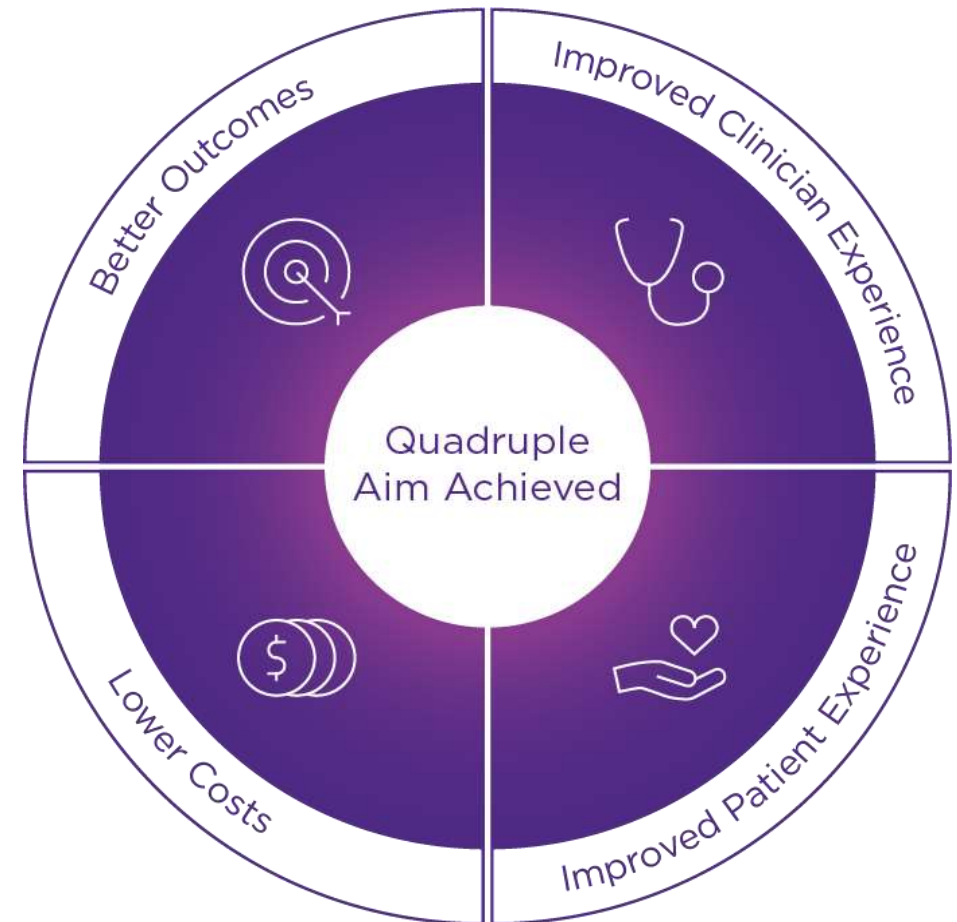 Better Outcomes
Improved Clinician Experience
Quadruple
Aim Achieved
$
Lower Costs
Improved Patient Experience